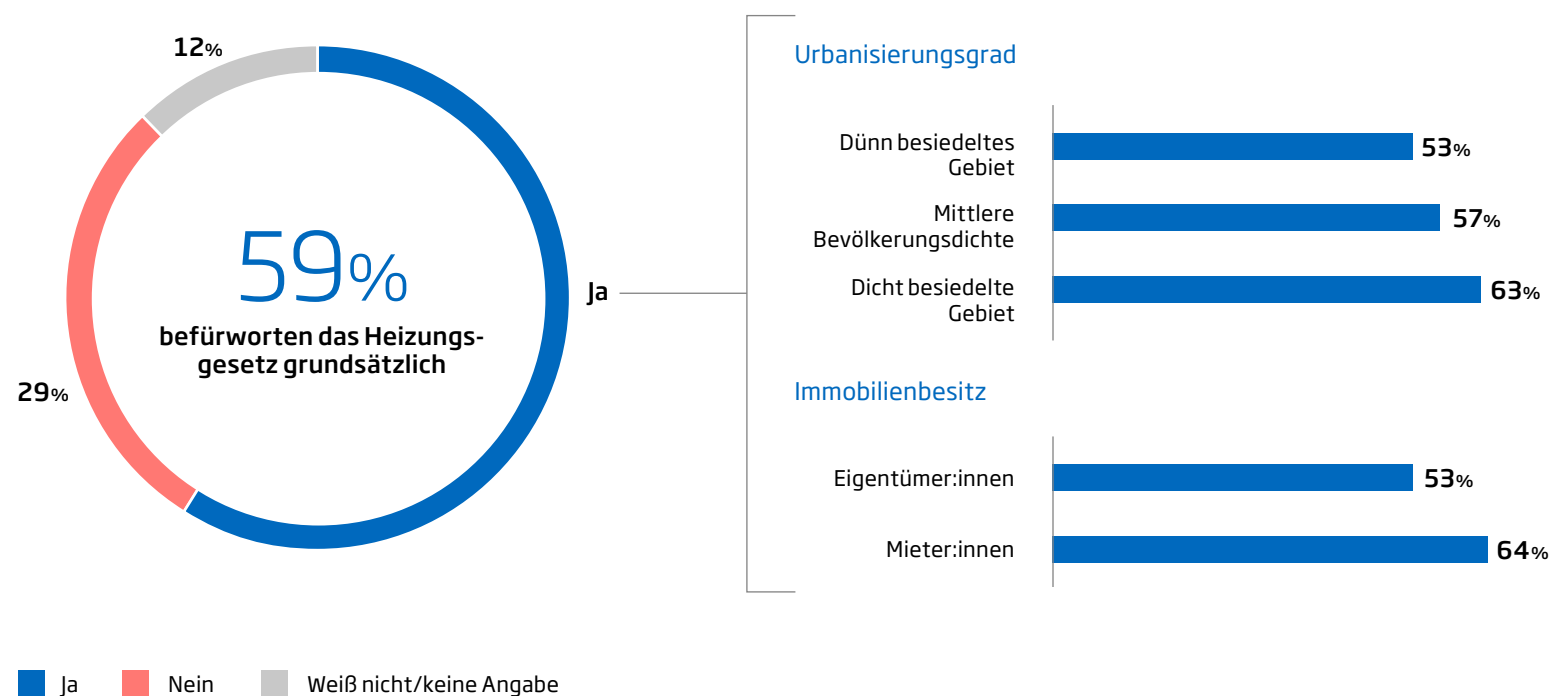 12%
59%
befürworten das Heizungs-
gesetz grundsätzlich
29%
Ja
Urbanisierungsgrad
Dünn besiedeltes
Gebiet
53%
Mittlere
Bevölkerungsdichte
57%
Dicht besiedelte
Gebiet
63%
Immobilienbesitz
Eigentümer:innen
53%
Mieter:innen
64%
Ja
Nein
Weiß nicht/keine Angabe